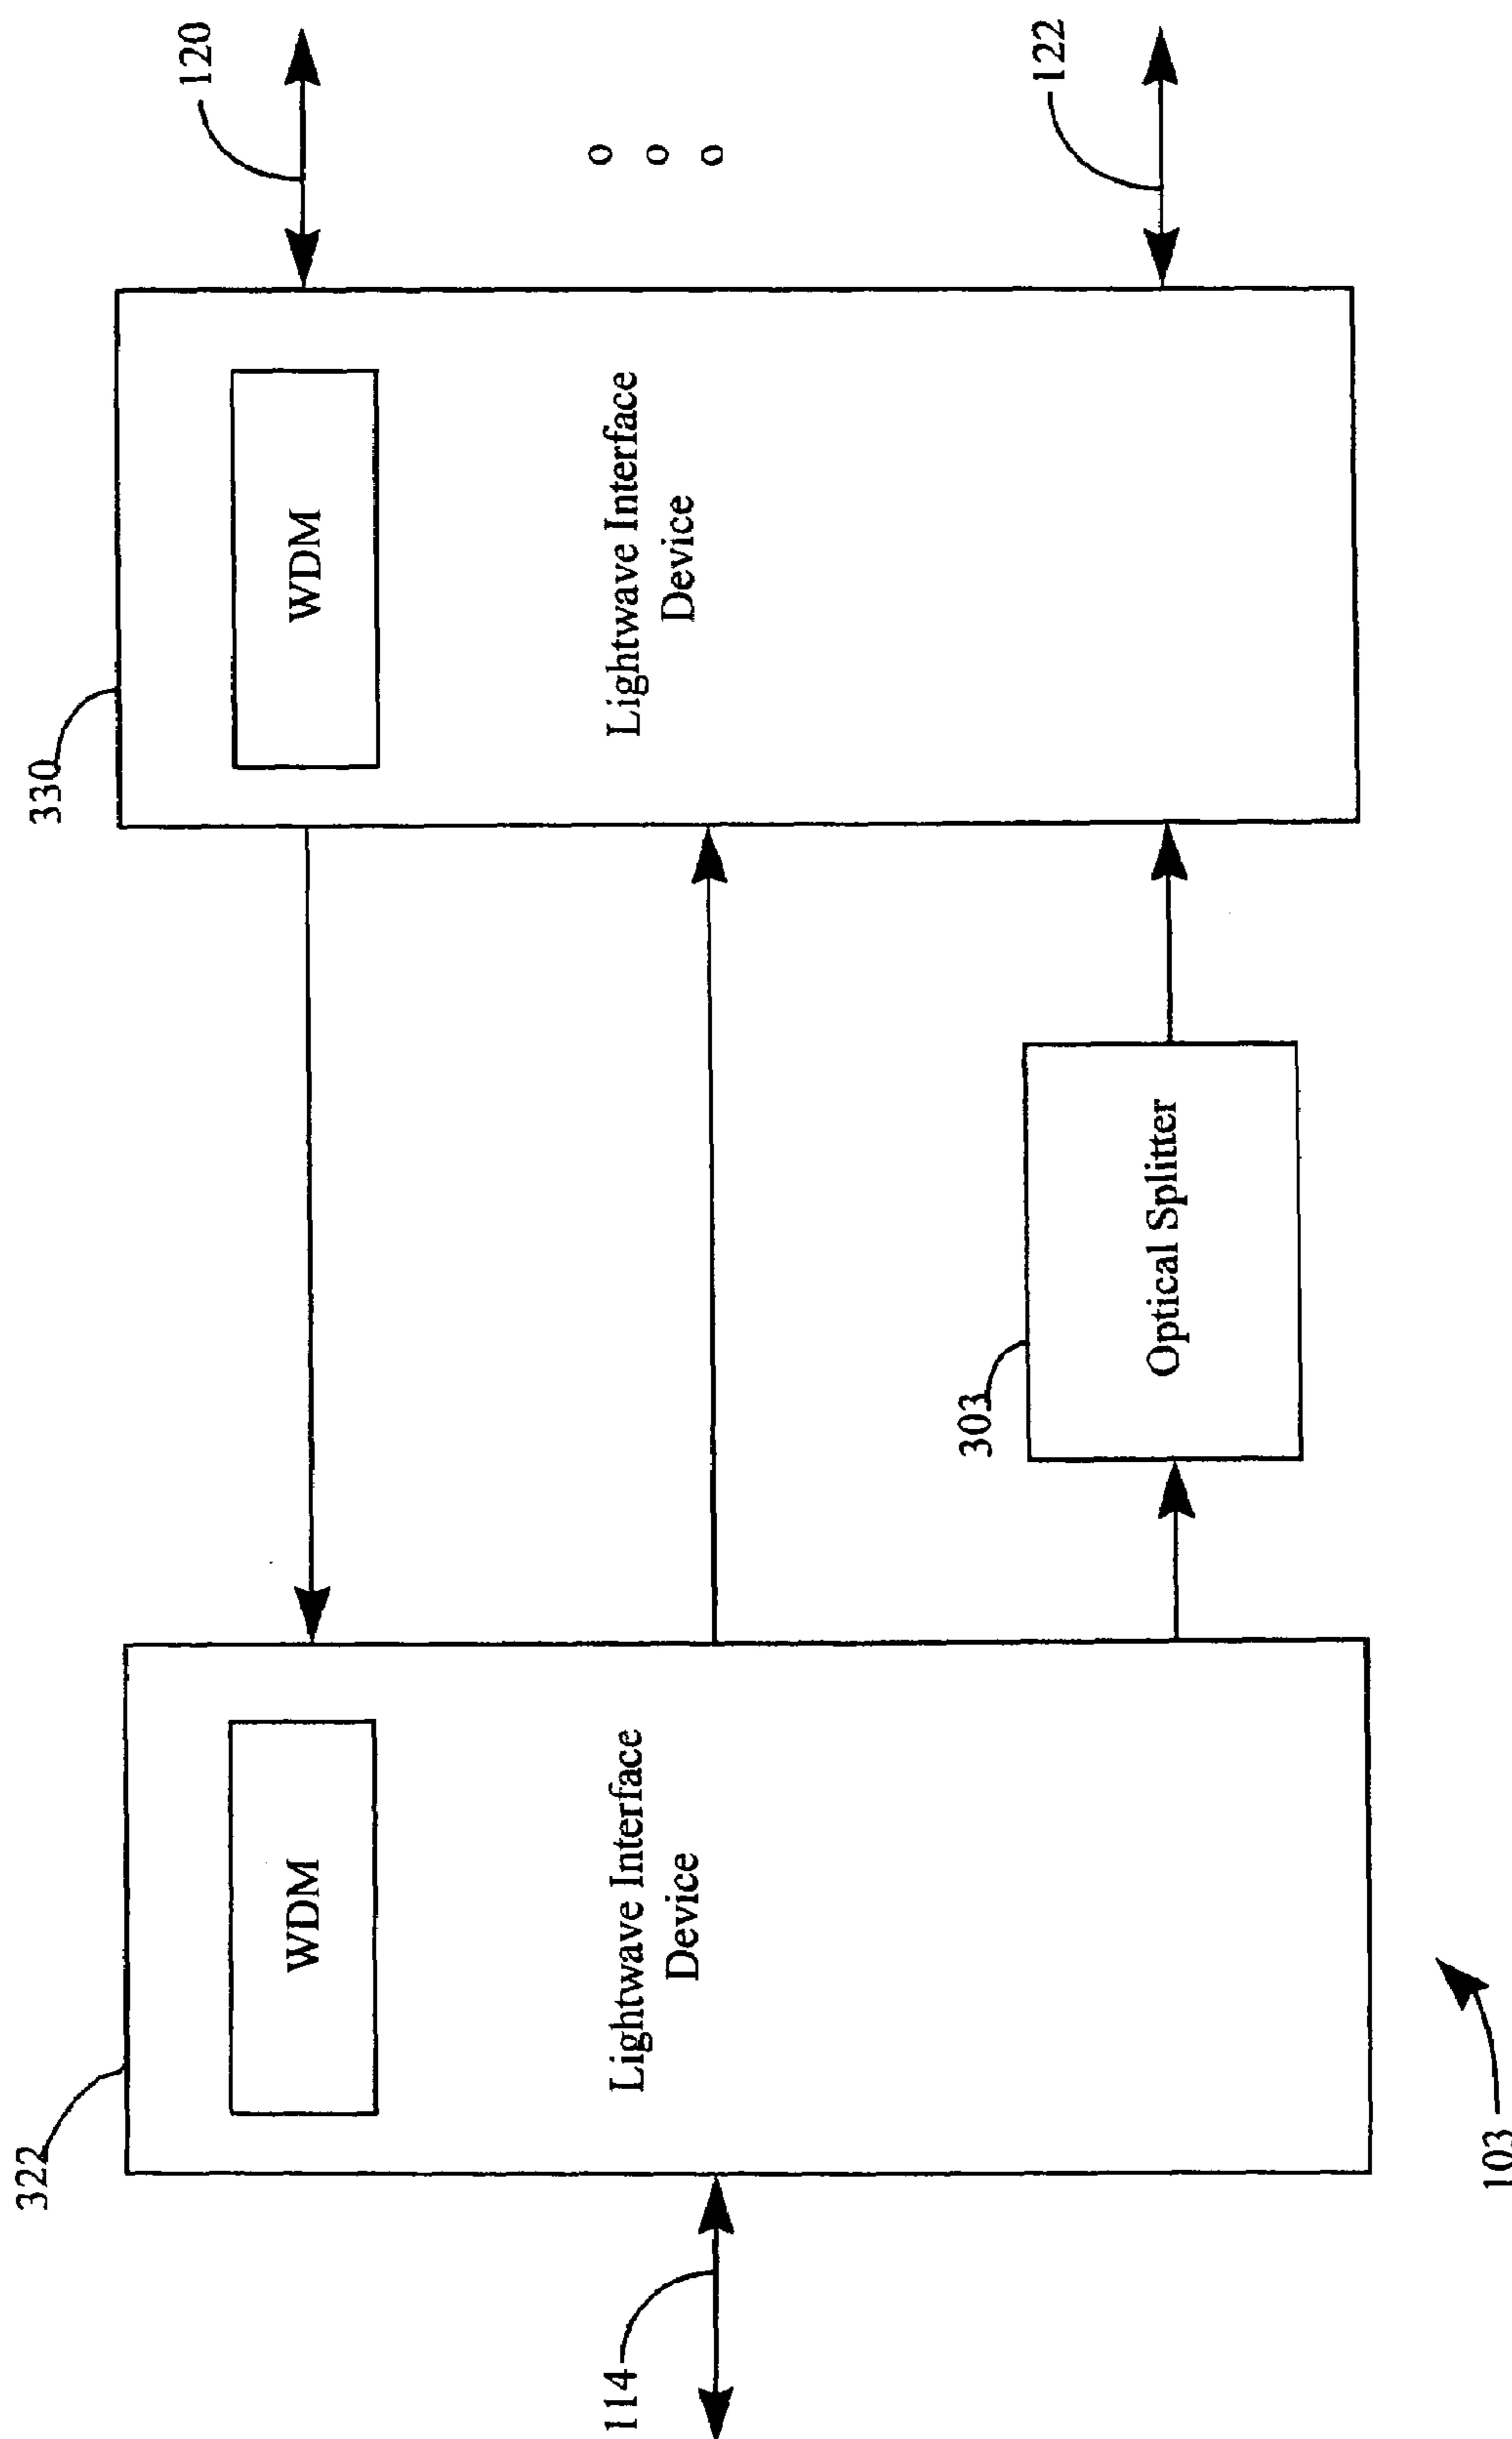 322
WDM
Lightwave Interface
Device
114
103
303
Optical Splitter
330
WDM
Lightwave Interface
Device
120
122